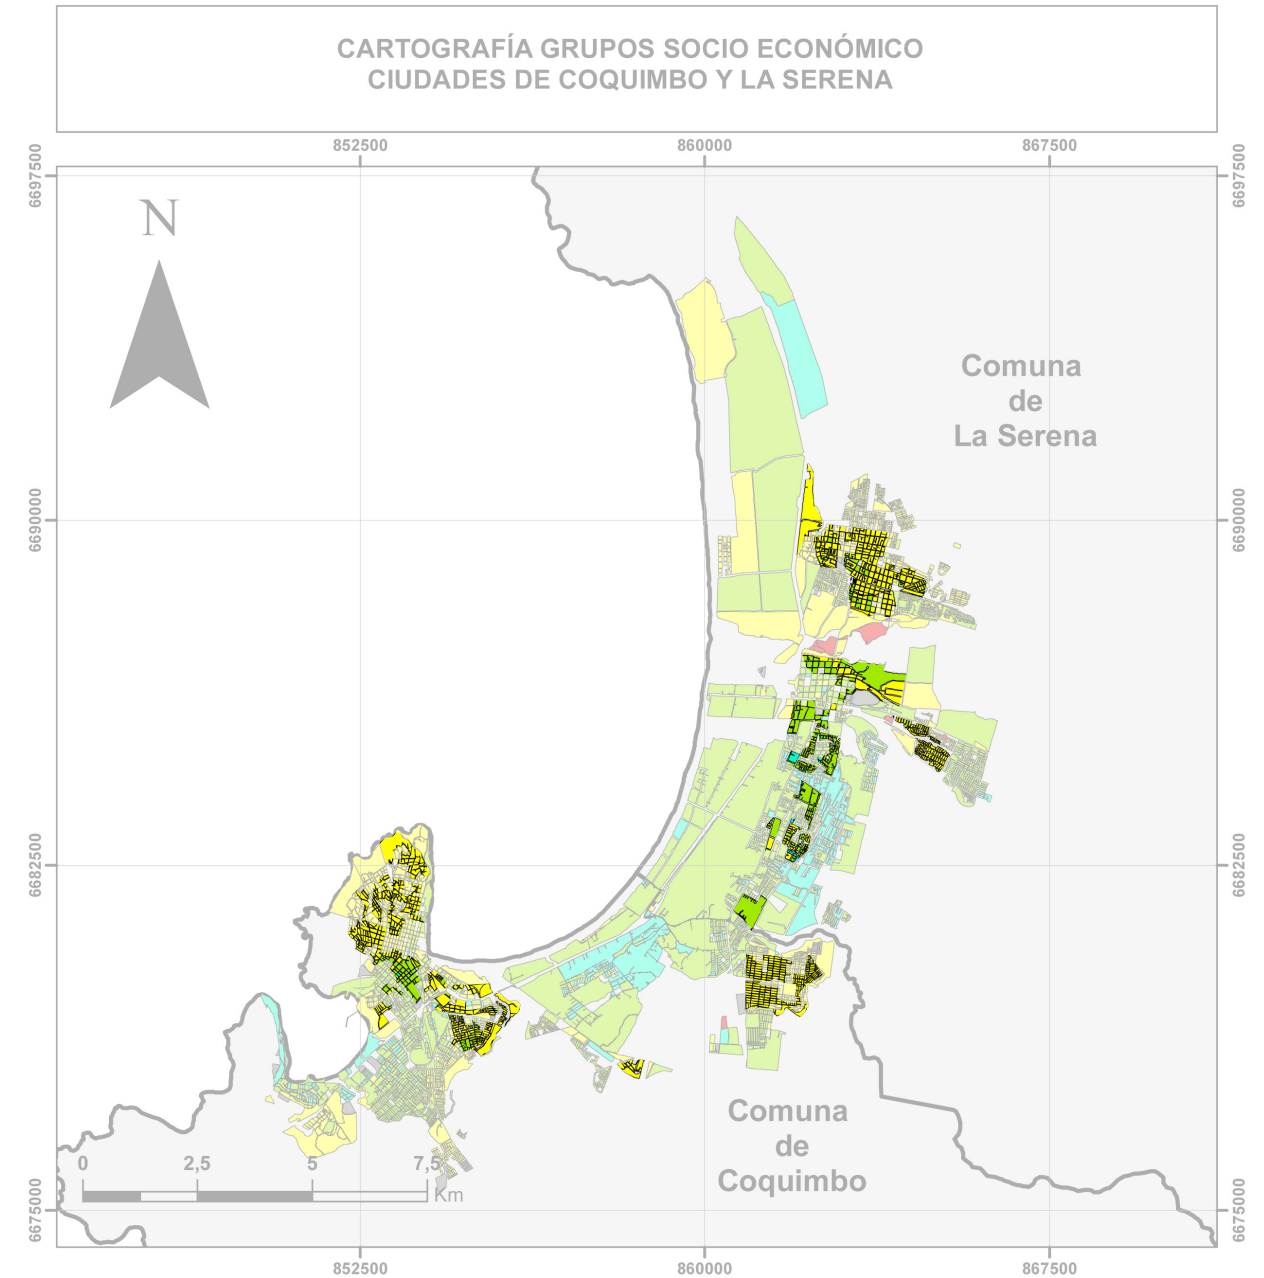 CARTOGRAFÍA GRUPOS SOCIO ECONÓMICO
CIUDADES DE COQUIMBO Y LA SERENA
852500 860000 867500
6697500 6697500
N
Comuna
de
La Serena
6690000 6690000
6682500 6682500
Comuna
de
Coquimbo
0 2,5 5 7,5
Km
6675000 6675000
852500 860000 867500